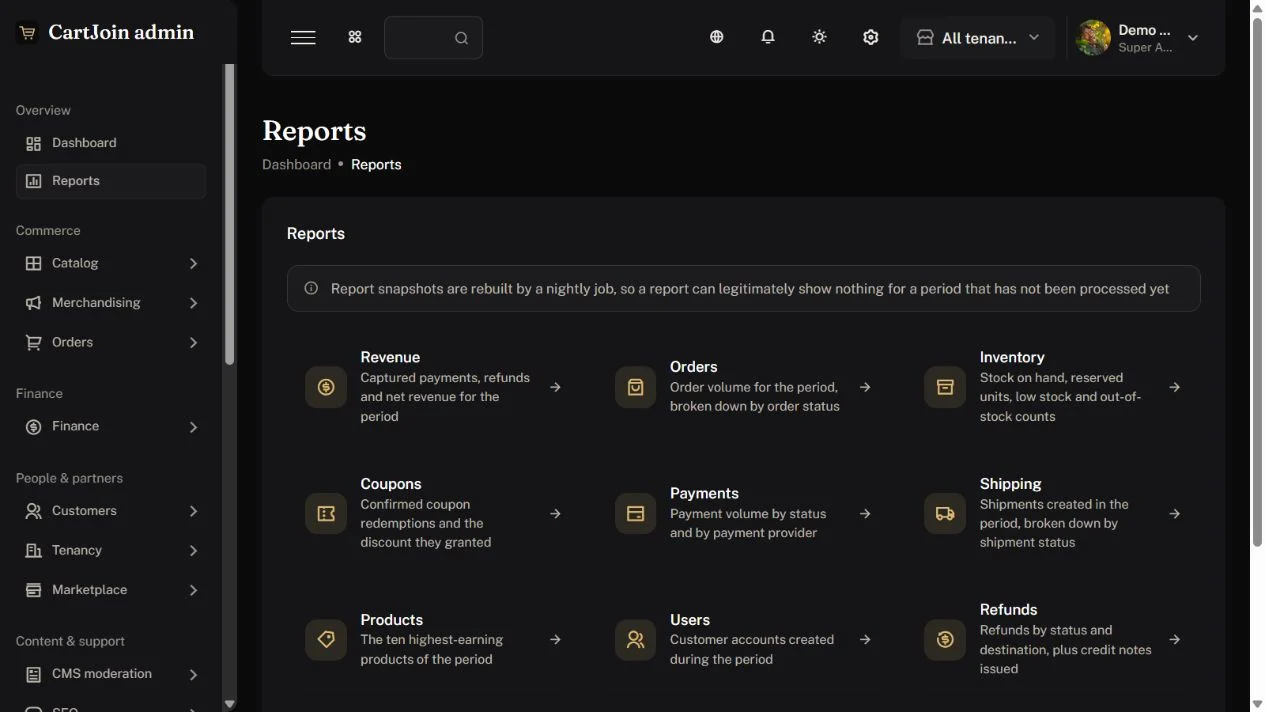 CartJoin admin
All tenan...
Demo ...
Super A...
Overview
Dashboard
Reports
Commerce
Catalog
Merchandising
Orders
Finance
Finance
People & partners
Customers
Tenancy
Marketplace
Content & support
CMS moderation
SEO
Reports
Dashboard • Reports
Reports
Report snapshots are rebuilt by a nightly job, so a report can legitimately show nothing for a period that has not been processed yet
Revenue
Captured payments, refunds
and net revenue for the
period
Orders
Order volume for the period,
broken down by order status
Inventory
Stock on hand, reserved
units, low stock and out-of-
stock counts
Coupons
Confirmed coupon
redemptions and the
discount they granted
Payments
Payment volume by status
and by payment provider
Shipping
Shipments created in the
period, broken down by
shipment status
Products
The ten highest-earning
products of the period
Users
Customer accounts created
during the period
Refunds
Refunds by status and
destination, plus credit notes
issued